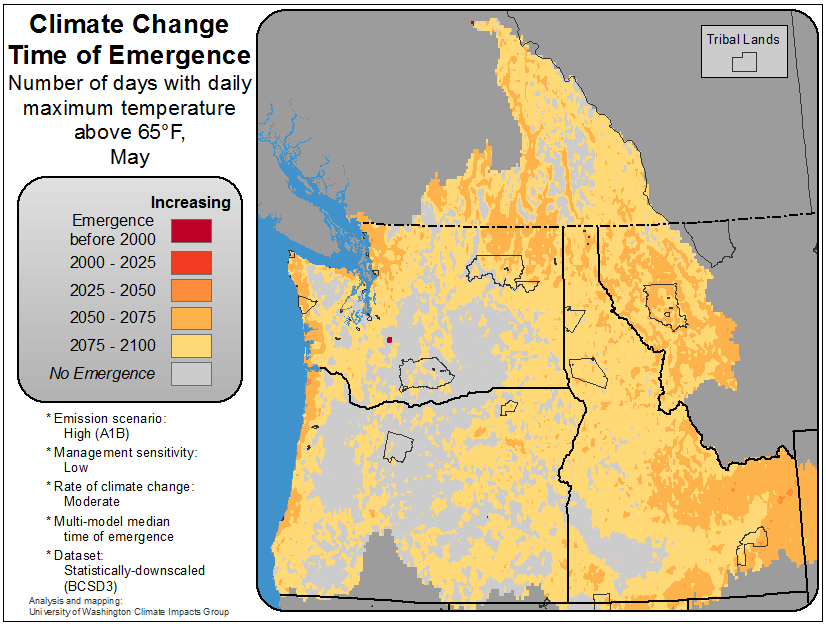 Climate Change
Time of Emergence
Number of days with daily
maximum temperature
above 65°F,
May
Increasing
Emergence
before 2000
2000 - 2025
2025 - 2050
2050 - 2075
2075 - 2100
No Emergence
* Emission scenario:
High (A1B)
* Management sensitivity:
Low
* Rate of climate change:
Moderate
* Multi-model median
time of emergence
* Dataset:
Statistically-downscaled
(BCSD3)
Analysis and mapping:
University of Washington Climate Impacts Group
Tribal Lands